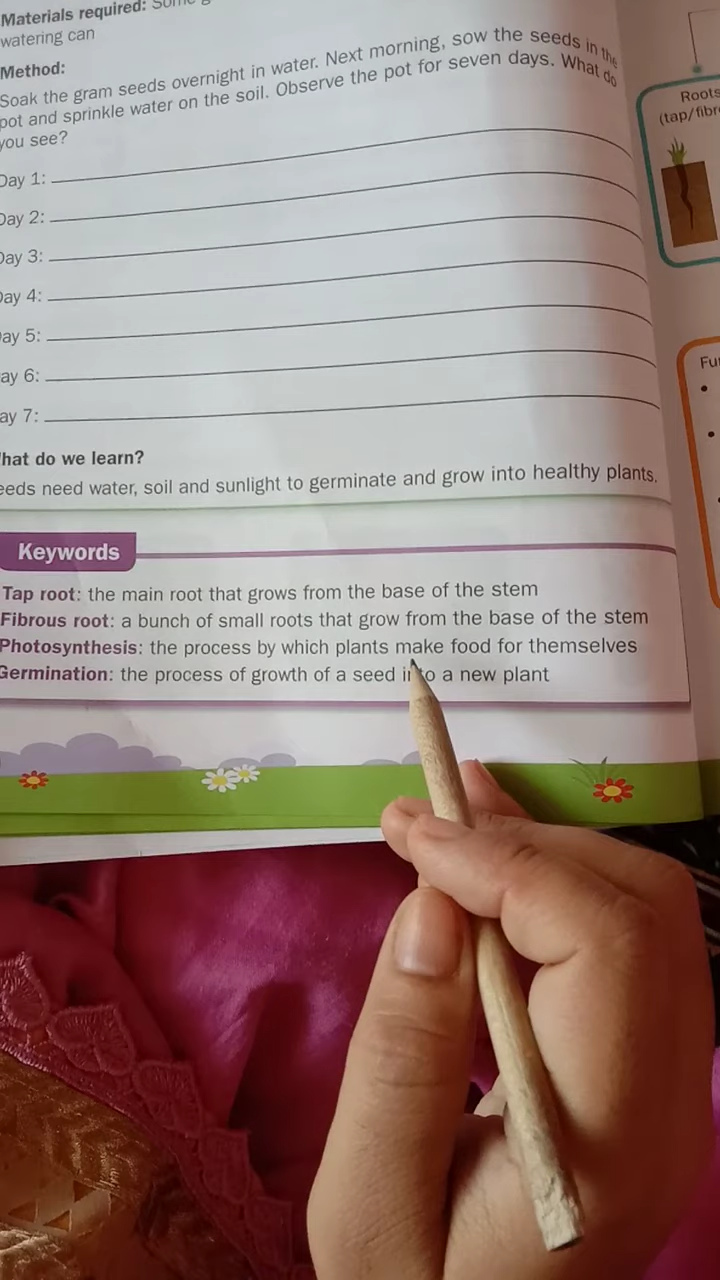 Materials required:
watering can
Method:
Soak the gram seeds overnight in water. Next morning, sow the seeds in the
pot and sprinkle water on the soil. Observe the pot for seven days. What do
you see?
Day 1:
Day 2:
Day 3:
Day 4:
ay 5:
ay 6:
ay 7:
hat do we learn?
eeds need water, soil and sunlight to germinate and grow into healthy plants.
Keywords
Tap root: the main root that grows from the base of the stem
Fibrous root: a bunch of small roots that grow from the base of the stem
Photosynthesis: the process by which plants make food for themselves
Germination: the process of growth of a seed into a new plant
Roots
(tap/fibr
Fu